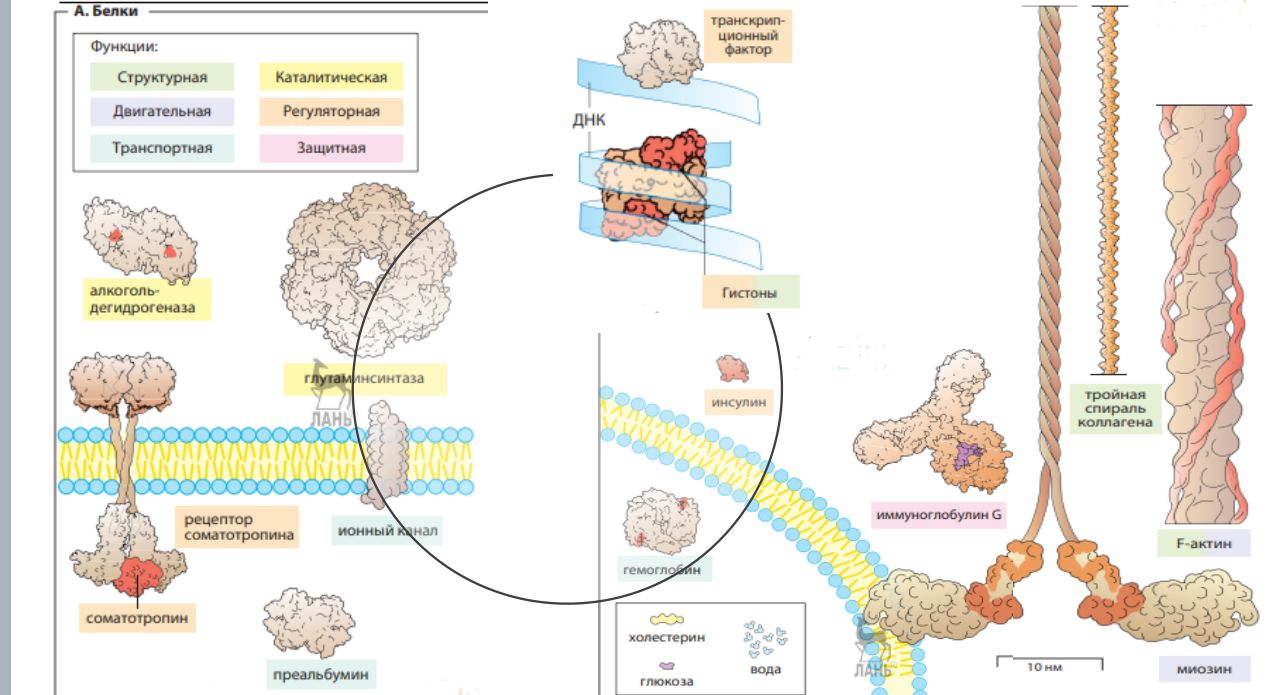 А. Белки
Функции:
Структурная
Каталитическая
Двигательная
Регуляторная
Транспортная
Защитная
алкоголь-
дегидрогеназа
глутаминсинтаза
ЛАНЬ
рецептор
соматотропина
ионный канал
соматотропин
преальбумин
транскрип-
ционный
фактор
ДНК
Гистоны
инсулин
гемоглобин
холестерин
глюкоза
вода
иммуноглобулин G
тройная
спираль
коллагена
F-актин
ЛАНЬ
10 нм
миозин